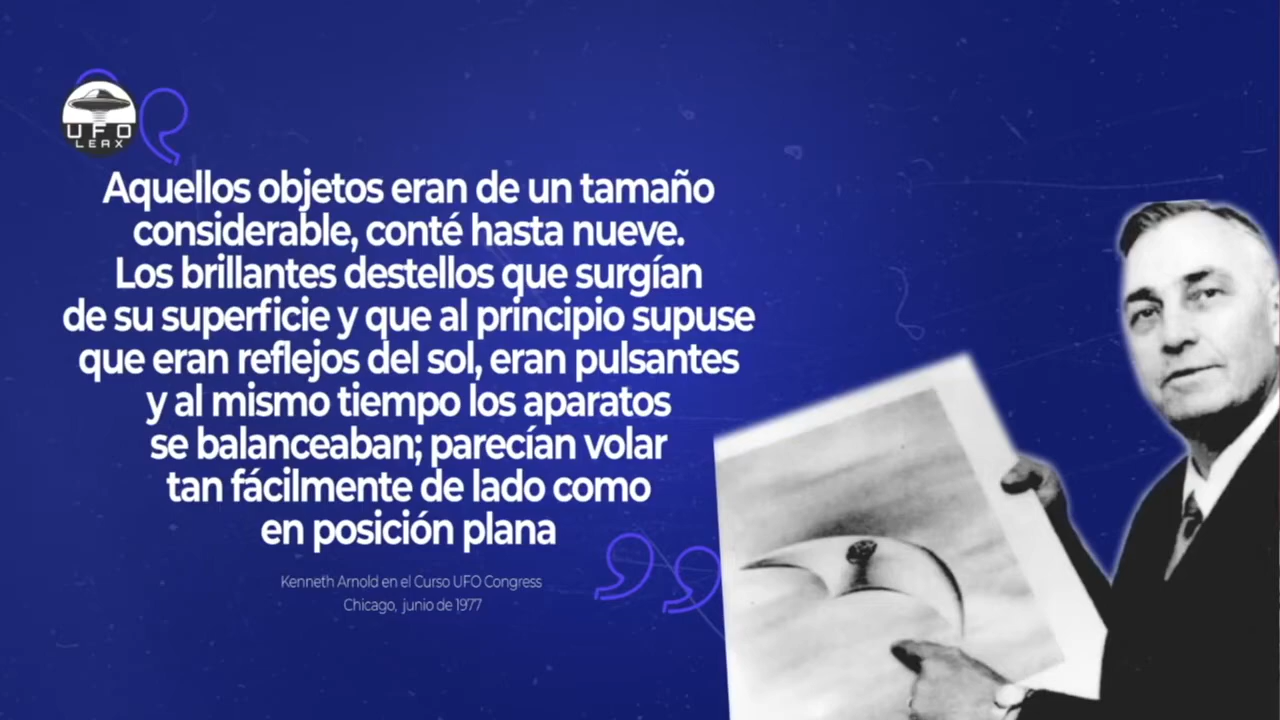 UFO
LEAX
Aquellos objetos eran de un tamaño
considerable, conté hasta nueve.
Los brillantes destellos que surgían
de su superficie y que al principio supuse
que eran reflejos del sol, eran pulsantes
y al mismo tiempo los aparatos
se balanceaban; parecían volar
tan fácilmente de lado como
en posición plana
Kenneth Arnold en el Curso UFO Congress
Chicago, junio de 1977